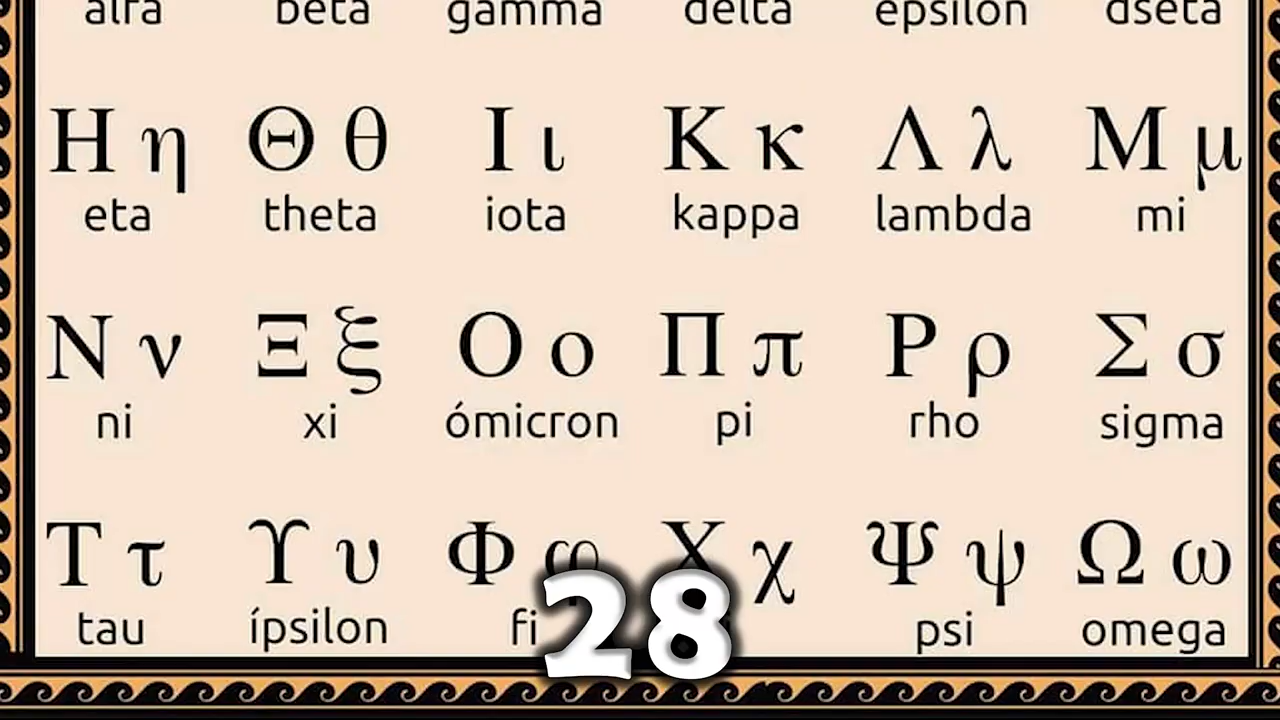 alfa beta gamma delta epsilon dseta
Η η Θ θ Ι ι Κ κ Λ λ Μ μ
eta theta iota kappa lambda mi
Ν ν Ξ ξ Ο ο Π π Ρ ρ Σ σ
ni xi ómicron pi rho sigma
Τ τ ϒ υ Φ φ Χ χ Ψ ψ Ω ω
tau ípsilon fi psi omega
28